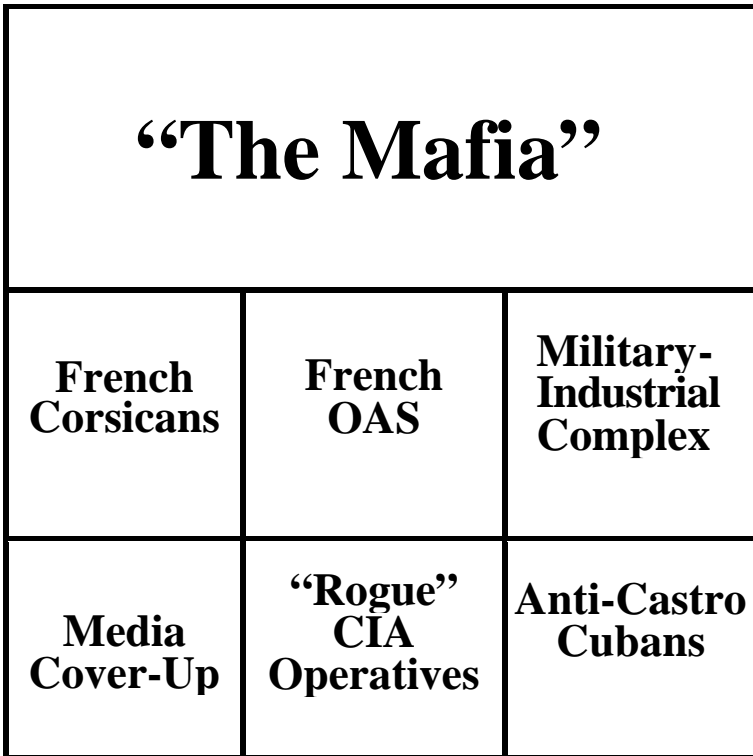 “The Mafia”
French
Corsicans
French
OAS
Military-
Industrial
Complex
Media
Cover-Up
“Rogue”
CIA
Operatives
Anti-Castro
Cubans